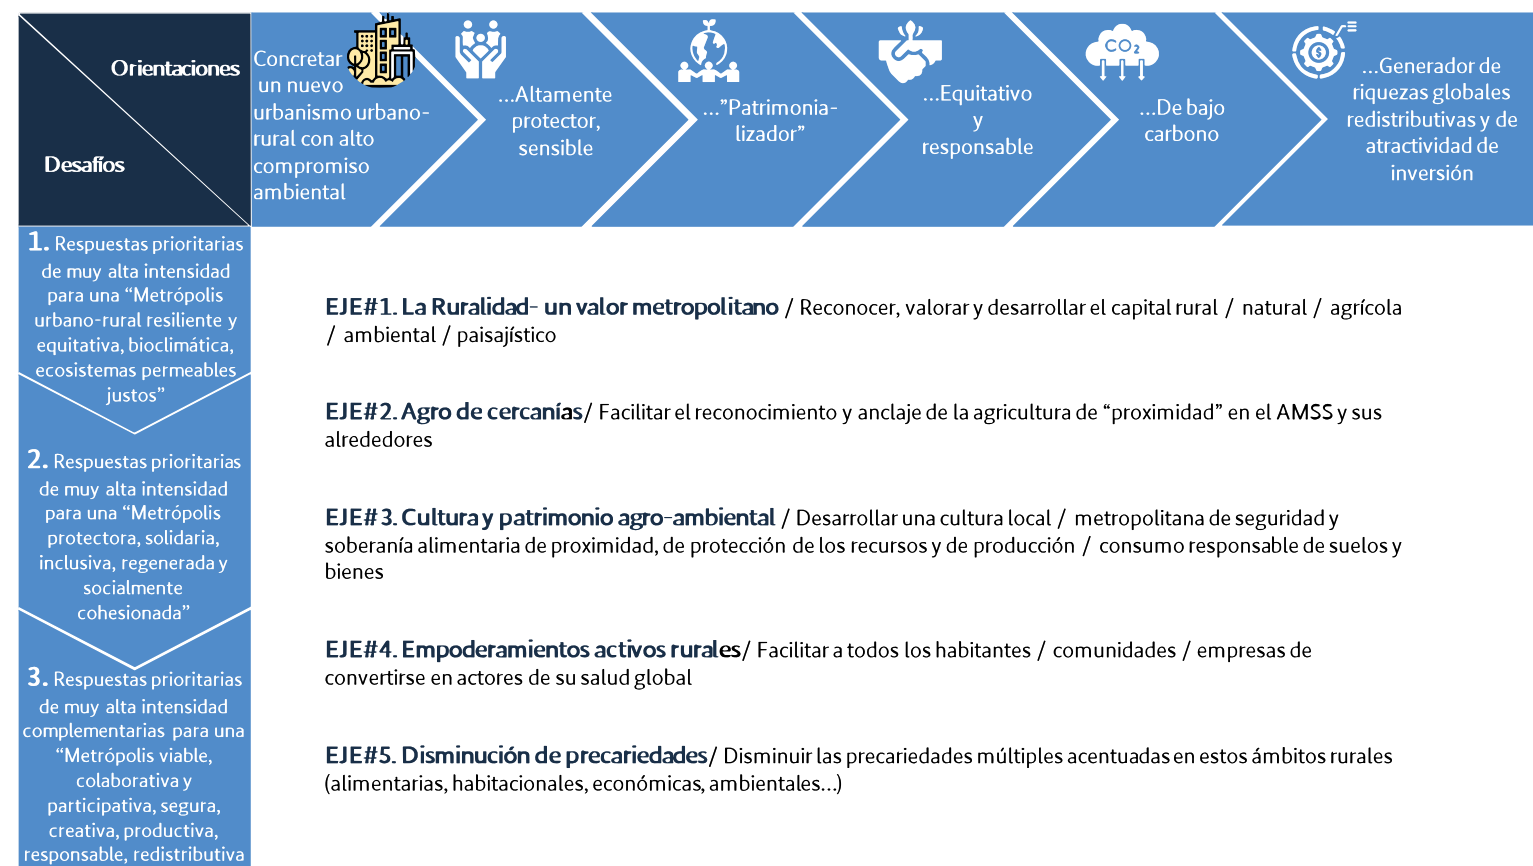 Orientaciones
Desafíos
Concretar
un nuevo
urbanismo urbano-
rural con alto
compromiso
ambiental
...Altamente
protector,
sensible
...”Patrimonia-
lizador”
...Equitativo
y
responsable
CO₂
...De bajo
carbono
$
...Generador de
riquezas globales
redistributivas y de
atractividad de
inversión
1. Respuestas prioritarias
de muy alta intensidad
para una “Metrópolis
urbano-rural resiliente y
equitativa, bioclimática,
ecosistemas permeables
justos”
2. Respuestas prioritarias
de muy alta intensidad
para una “Metrópolis
protectora, solidaria,
inclusiva, regenerada y
socialmente
cohesionada”
3. Respuestas prioritarias
de muy alta intensidad
complementarias para una
“Metrópolis viable,
colaborativa y
participativa, segura,
creativa, productiva,
responsable, redistributiva
EJE#1. La Ruralidad- un valor metropolitano / Reconocer, valorar y desarrollar el capital rural / natural / agrícola
/ ambiental / paisajístico
EJE#2. Agro de cercanías/ Facilitar el reconocimiento y anclaje de la agricultura de “proximidad” en el AMSS y sus
alrededores
EJE#3. Cultura y patrimonio agro-ambiental / Desarrollar una cultura local / metropolitana de seguridad y
soberanía alimentaria de proximidad, de protección de los recursos y de producción / consumo responsable de suelos y
bienes
EJE#4. Empoderamientos activos rurales/ Facilitar a todos los habitantes / comunidades / empresas de
convertirse en actores de su salud global
EJE#5. Disminución de precariedades/ Disminuir las precariedades múltiples acentuadas en estos ámbitos rurales
(alimentarias, habitacionales, económicas, ambientales...)